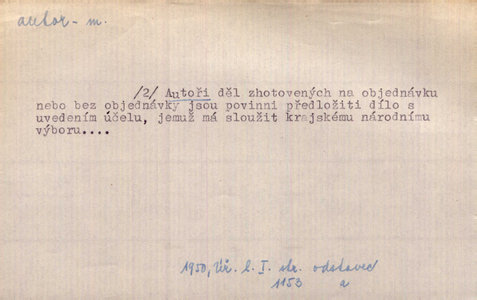 autor - m.
/2/ Autoři děl zhotovených na objednávku
nebo bez objednávky jsou povinni předložiti dílo s
uvedením účelu, jemuž má sloužit krajskému národnímu
výboru....
1950, Úř. l. I. str. odstavec
1153 a